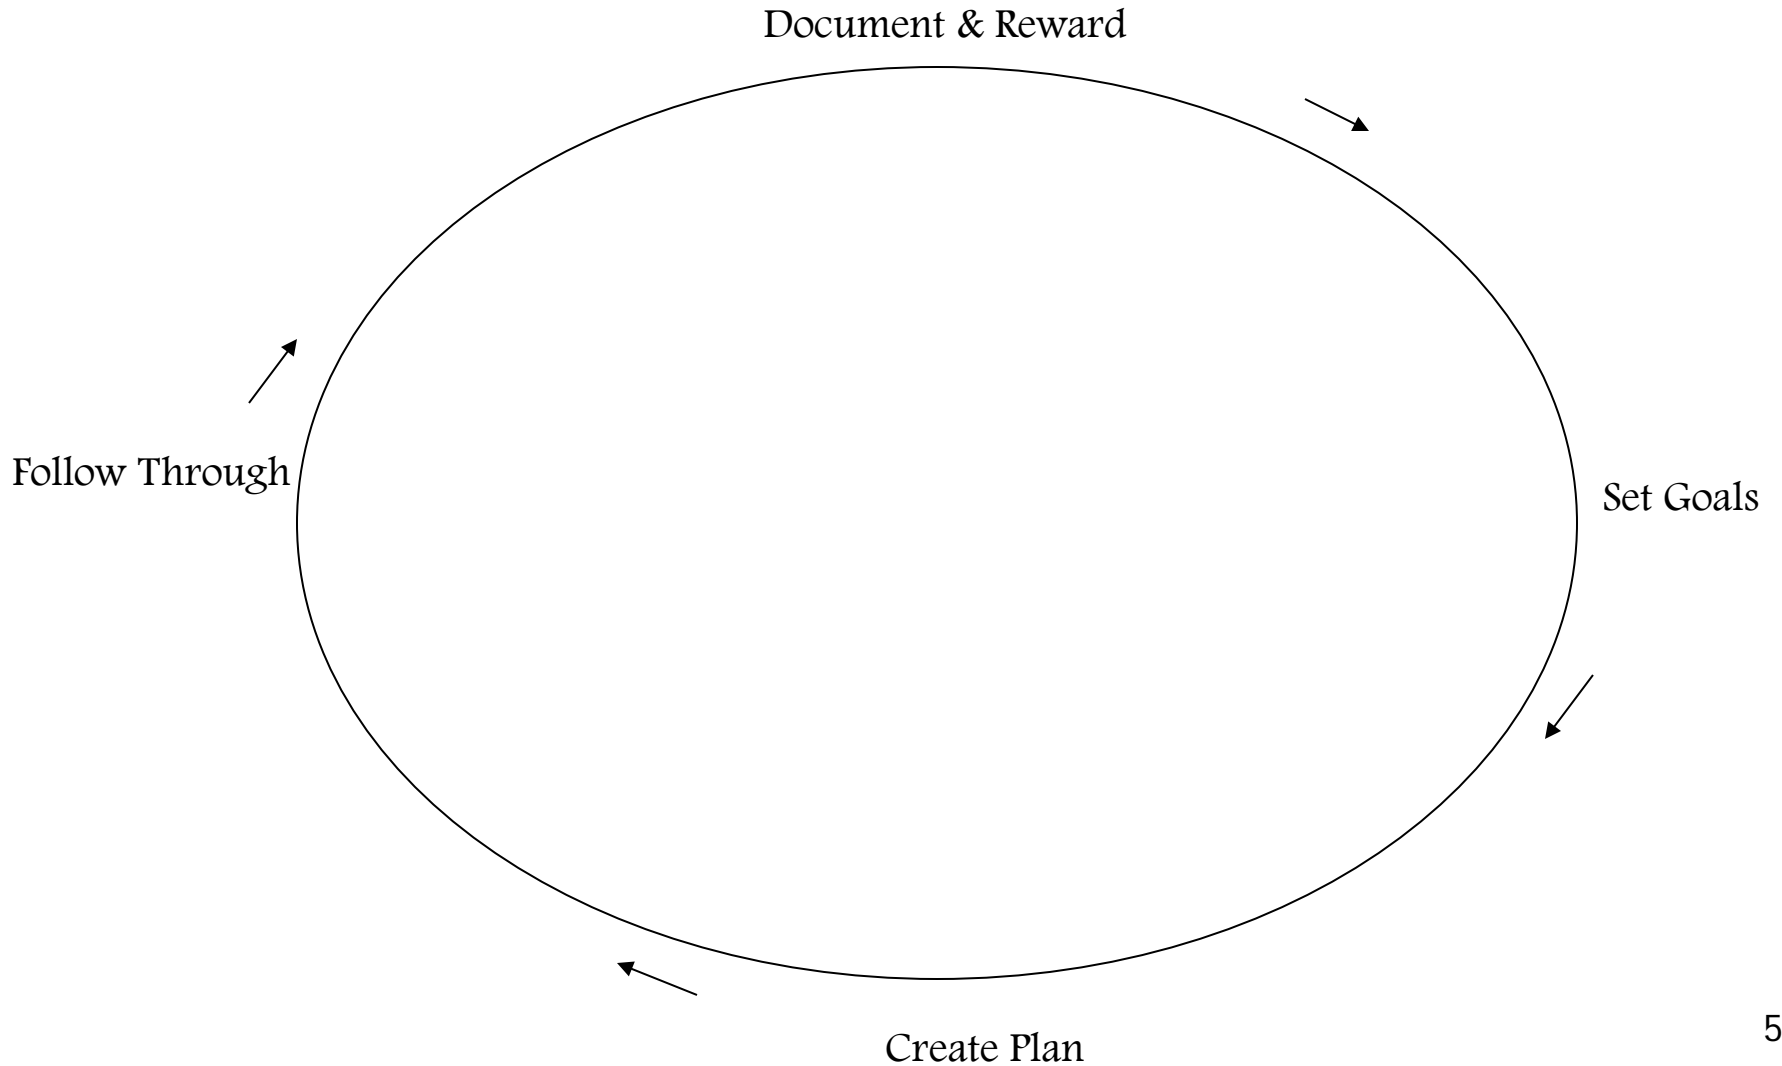 Document & Reward
Follow Through
Set Goals
Create Plan
5